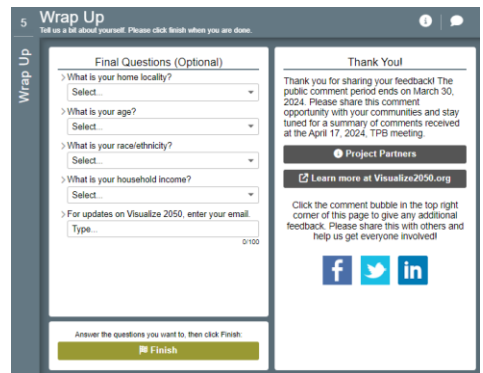 5
Wrap Up
Tell us a bit about yourself. Please click finish when you are done.
Wrap Up
Final Questions (Optional)
What is your home locality?
Select...
What is your age?
Select...
What is your race/ethnicity?
Select...
What is your household income?
Select...
For updates on Visualize 2050, enter your email.
Type...
0/100
Answer the questions you want to, then click Finish:
Finish
Thank You!
Thank you for sharing your feedback! The
public comment period ends on March 30,
2024. Please share this comment
opportunity with your communities and stay
tuned for a summary of comments received
at the April 17, 2024, TPB meeting.
Project Partners
Learn more at Visualize2050.org
Click the comment bubble in the top right
corner of this page to give any additional
feedback. Please share this with others and
help us get everyone involved!
f
in